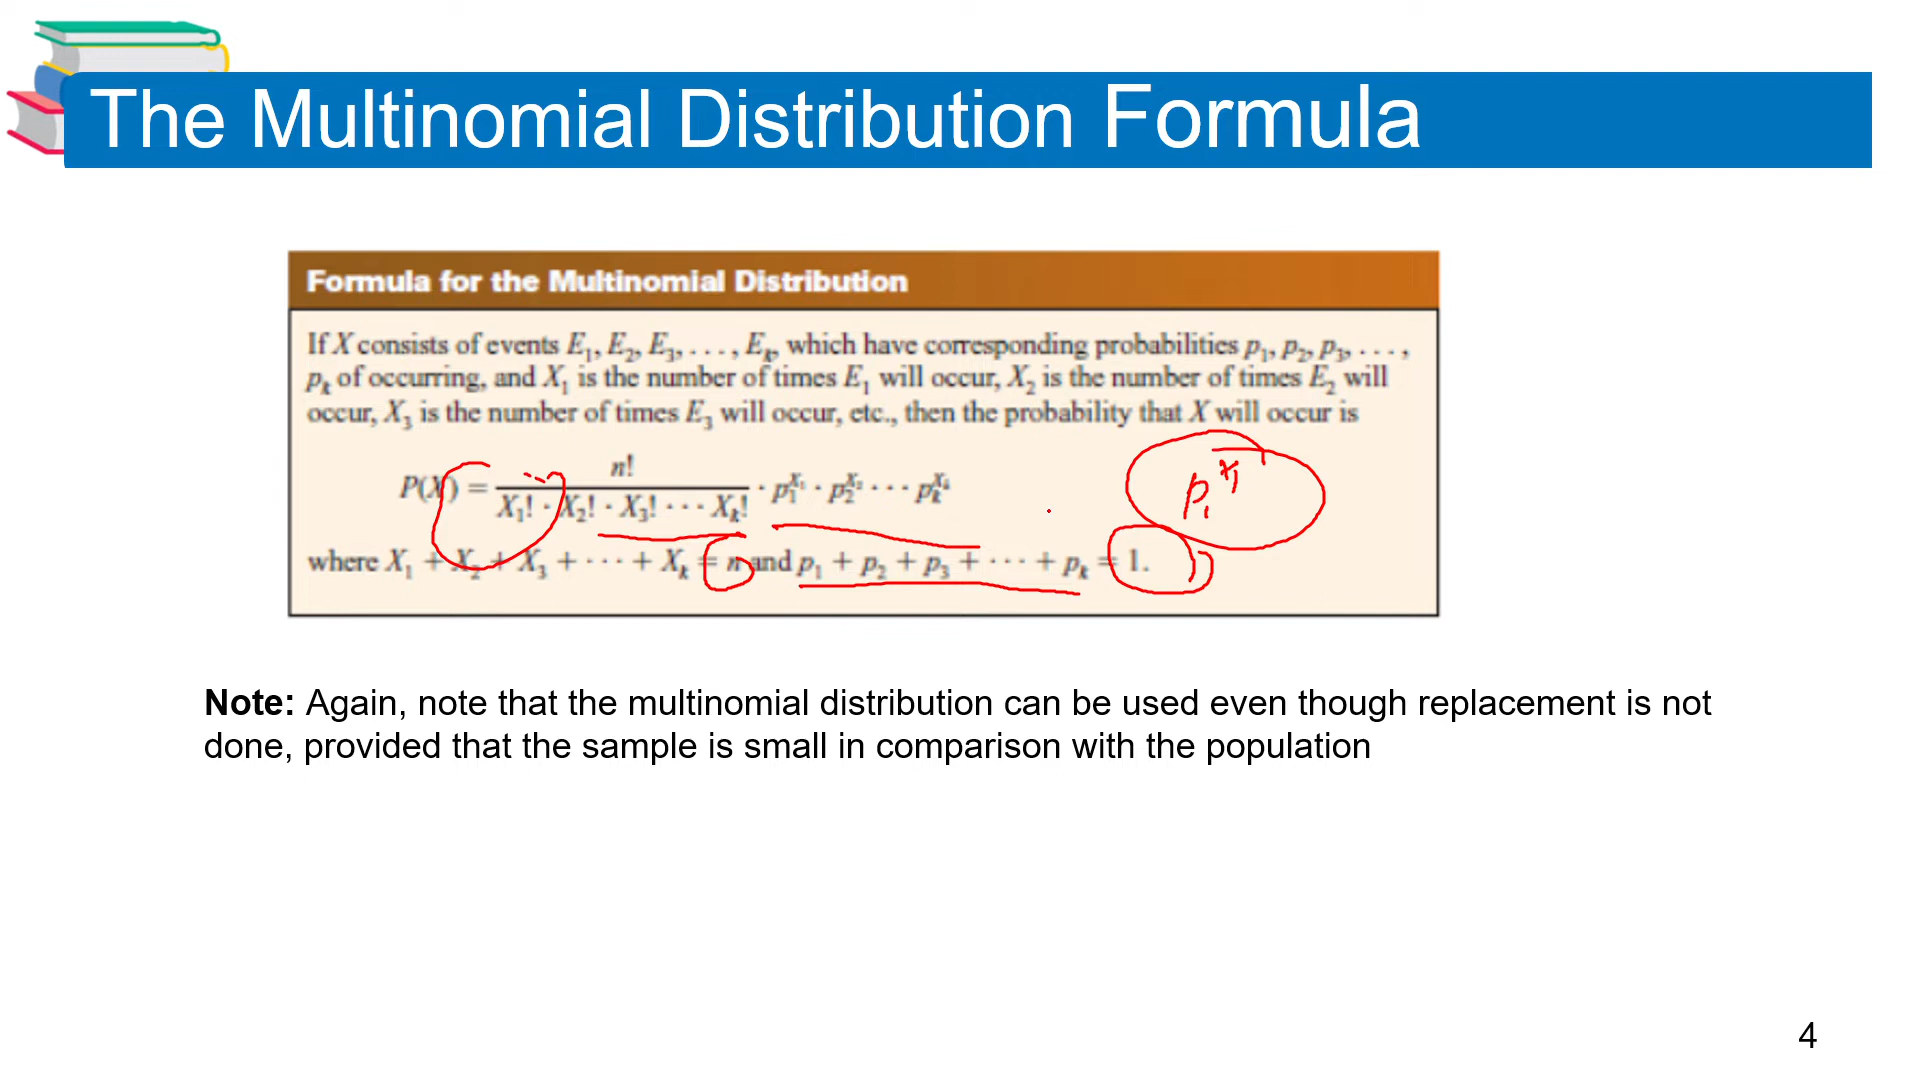 The Multinomial Distribution Formula
Formula for the Multinomial Distribution
If X consists of events E₁, E₂, E₃, . . . , Eₖ, which have corresponding probabilities p₁, p₂, p₃, . . . ,
pₖ of occurring, and X₁ is the number of times E₁ will occur, X₂ is the number of times E₂ will
occur, X₃ is the number of times E₃ will occur, etc., then the probability that X will occur is
P(X) = n! / (X₁! · X₂! · X₃! · · · Xₖ!) · p₁^X₁ · p₂^X₂ · · · pₖ^Xₖ
p₁^x₁
where X₁ + X₂ + X₃ + · · · + Xₖ = n and p₁ + p₂ + p₃ + · · · + pₖ = 1.
Note: Again, note that the multinomial distribution can be used even though replacement is not
done, provided that the sample is small in comparison with the population
4